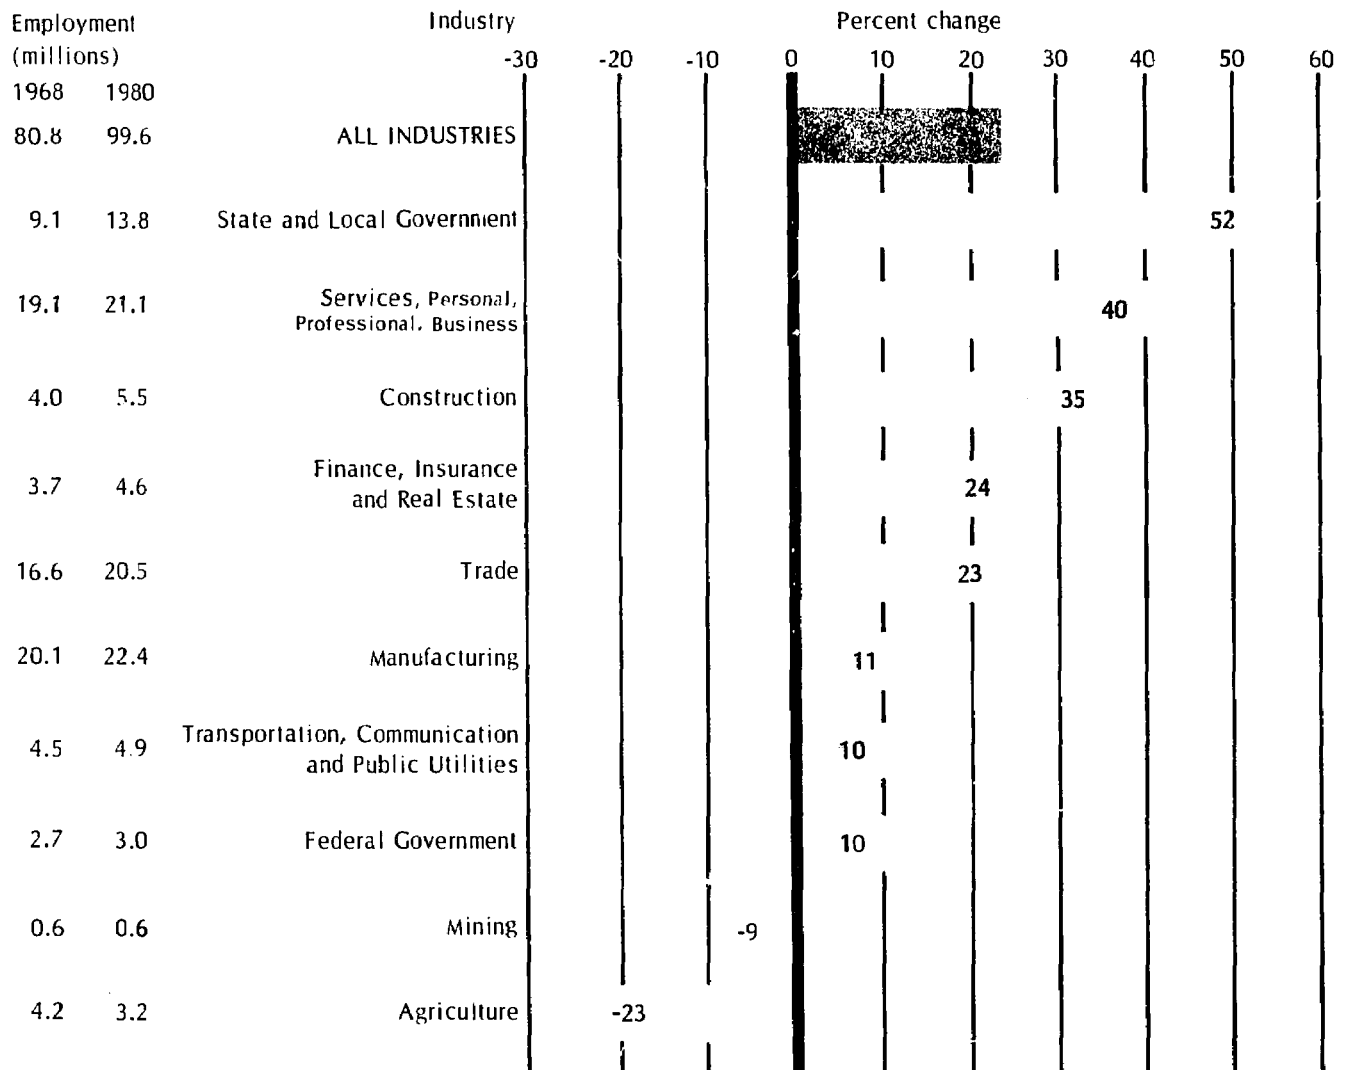 Employment Industry Percent change
(millions) -30 -20 -10 0 10 20 30 40 50 60
1968 1980
80.8 99.6 ALL INDUSTRIES
9.1 13.8 State and Local Government 52
19.1 21.1 Services, Personal, 40
Professional, Business
4.0 5.5 Construction 35
Finance, Insurance
3.7 4.6 and Real Estate 24
16.6 20.5 Trade 23
20.1 22.4 Manufacturing 11
Transportation, Communication
4.5 4.9 and Public Utilities 10
2.7 3.0 Federal Government 10
0.6 0.6 Mining -9
4.2 3.2 Agriculture -23